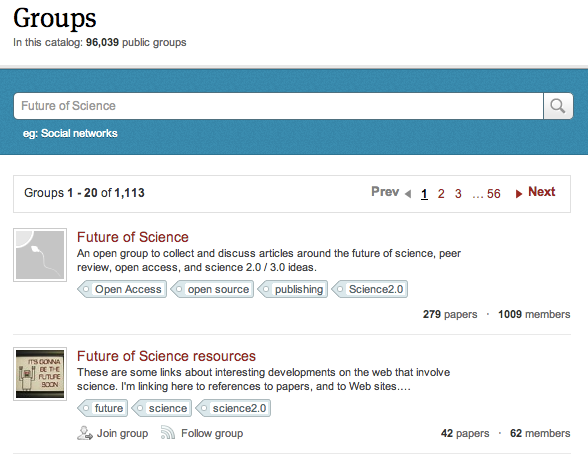 Groups
In this catalog: 96,039 public groups
Future of Science
eg: Social networks
Groups 1 - 20 of 1,113
Prev 1 2 3 ... 56 Next
Future of Science
An open group to collect and discuss articles around the future of science, peer
review, open access, and science 2.0 / 3.0 ideas.
Open Access open source publishing Science2.0
279 papers · 1009 members
IT'S GONNA
BE THE
FUTURE
SOON
Future of Science resources
These are some links about interesting developments on the web that involve
science. I'm linking here to references to papers, and to Web sites....
future science science2.0
Join group Follow group
42 papers · 62 members